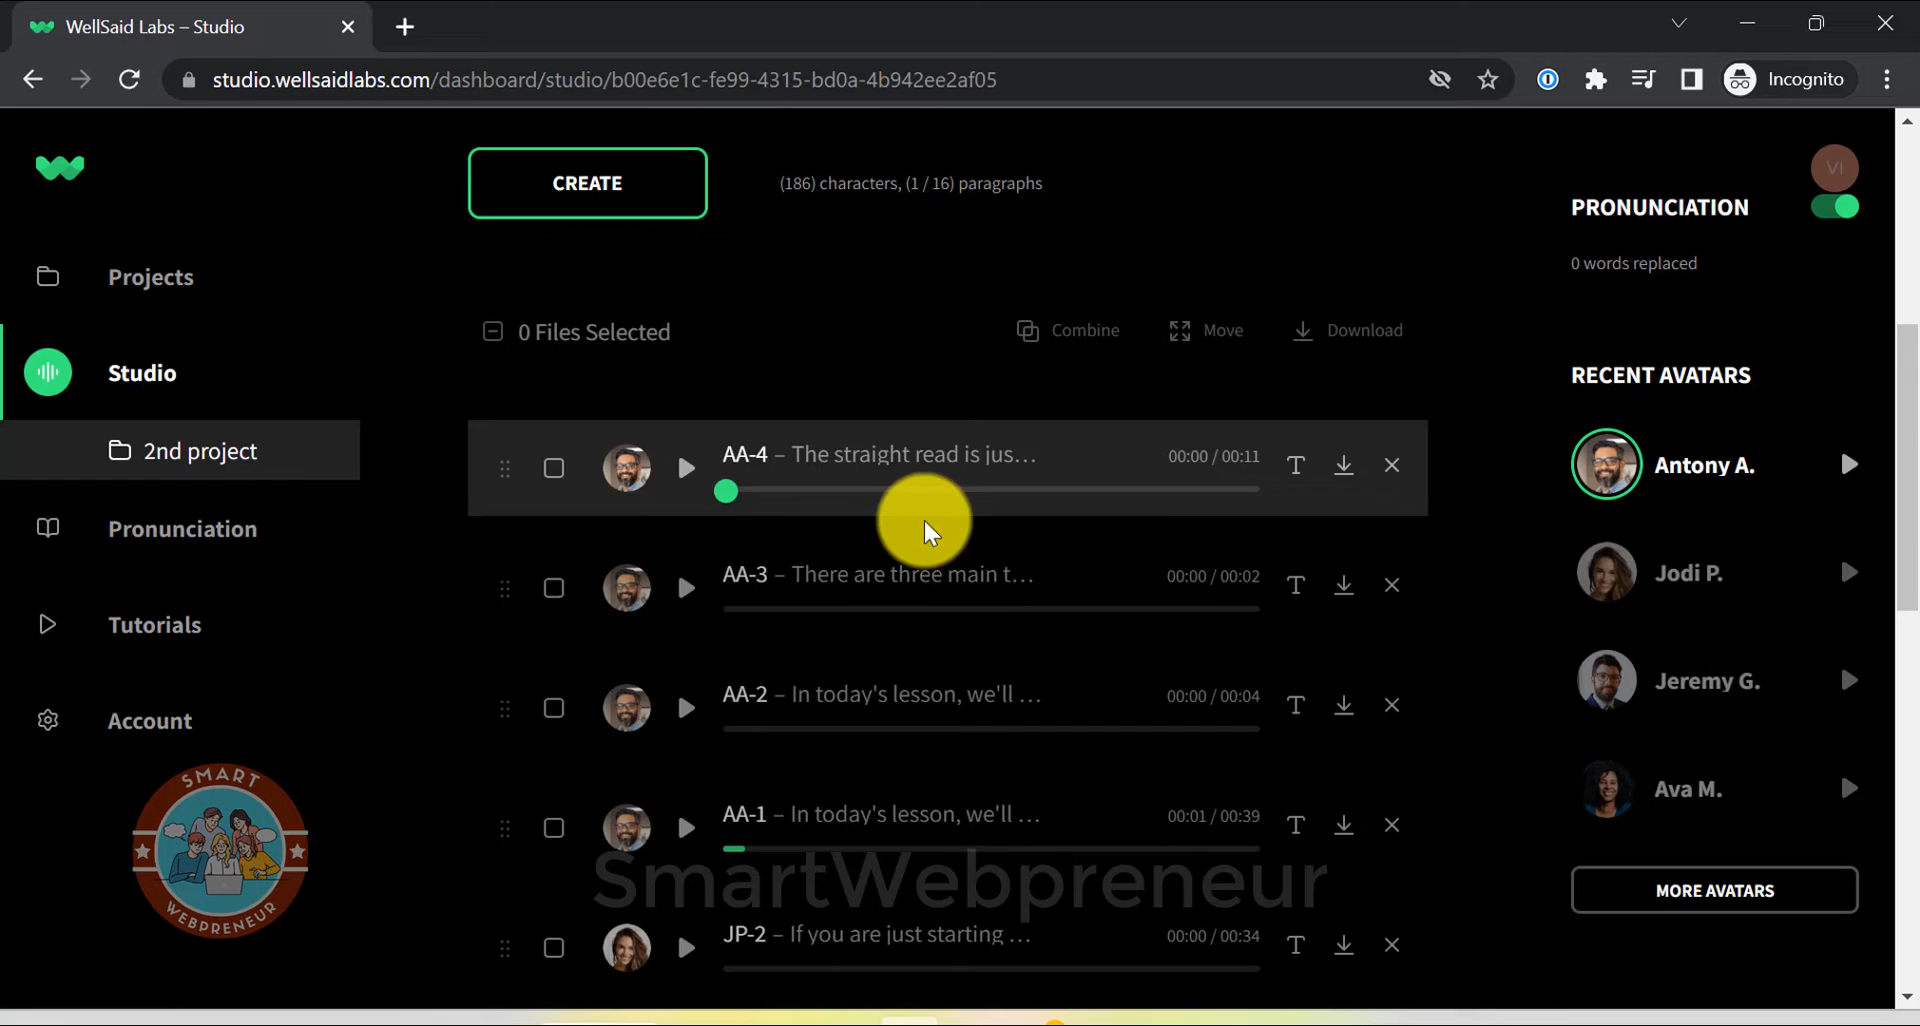 WellSaid Labs – Studio
studio.wellsaidlabs.com/dashboard/studio/b00e6e1c-fe99-4315-bd0a-4b942ee2af05
Incognito
CREATE
(186) characters, (1 / 16) paragraphs
VI
PRONUNCIATION
0 words replaced
Projects
0 Files Selected
Combine
Move
Download
Studio
RECENT AVATARS
2nd project
AA-4 – The straight read is jus...
00:00 / 00:11
T
Antony A.
Pronunciation
AA-3 – There are three main t...
00:00 / 00:02
T
Jodi P.
Tutorials
AA-2 – In today's lesson, we'll ...
00:00 / 00:04
T
Jeremy G.
Account
AA-1 – In today's lesson, we'll ...
00:01 / 00:39
T
Ava M.
SMART
WEBPRENEUR
SmartWebpreneur
MORE AVATARS
JP-2 – If you are just starting ...
00:00 / 00:34
T